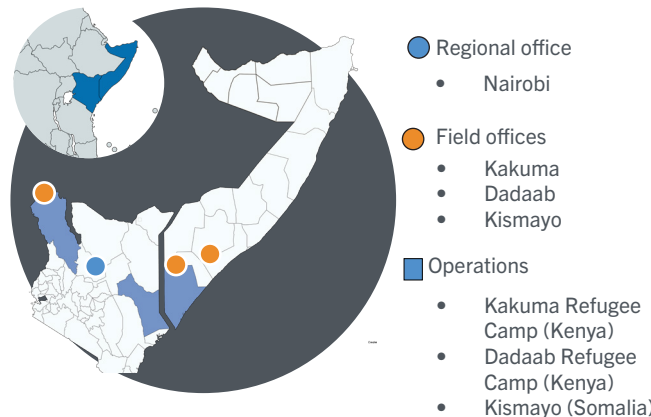 Regional office
• Nairobi
Field offices
• Kakuma
• Dadaab
• Kismayo
Operations
• Kakuma Refugee
Camp (Kenya)
• Dadaab Refugee
Camp (Kenya)
• Kismayo (Somalia)